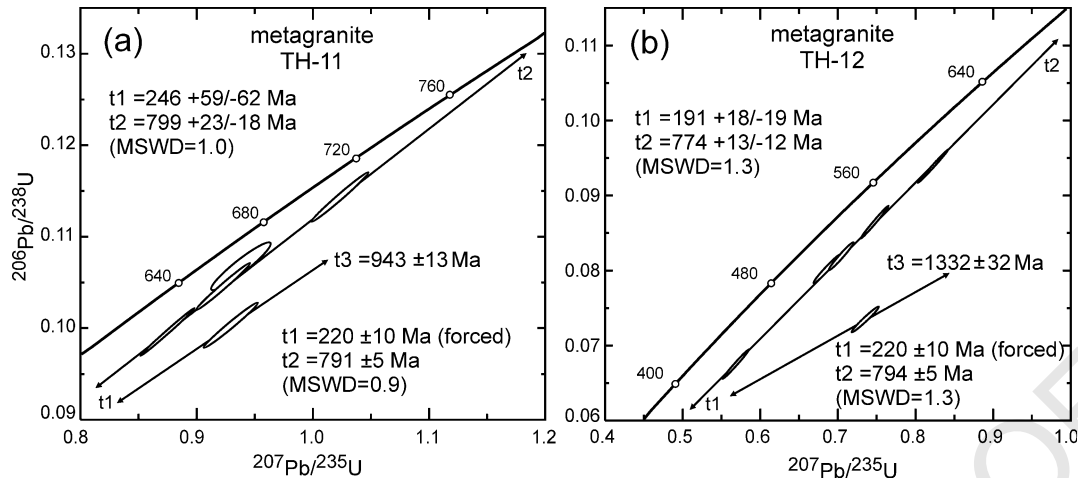 (a)
metagranite
TH-11
t1 =246 +59/-62 Ma
t2 =799 +23/-18 Ma
(MSWD=1.0)
760
t2
720
680
640
t3 =943 ±13 Ma
t1 =220 ±10 Ma (forced)
t2 =791 ±5 Ma
(MSWD=0.9)
t1
0.13
0.12
0.11
0.10
0.09
206Pb/238U
0.8
0.9
1.0
1.1
1.2
207Pb/235U
(b)
metagranite
TH-12
640
t2
t1 =191 +18/-19 Ma
t2 =774 +13/-12 Ma
(MSWD=1.3)
560
480
t3 =1332 ±32 Ma
400
t1 =220 ±10 Ma (forced)
t2 =794 ±5 Ma
(MSWD=1.3)
t1
0.11
0.10
0.09
0.08
0.07
0.06
0.4
0.5
0.6
0.7
0.8
0.9
1.0
207Pb/235U